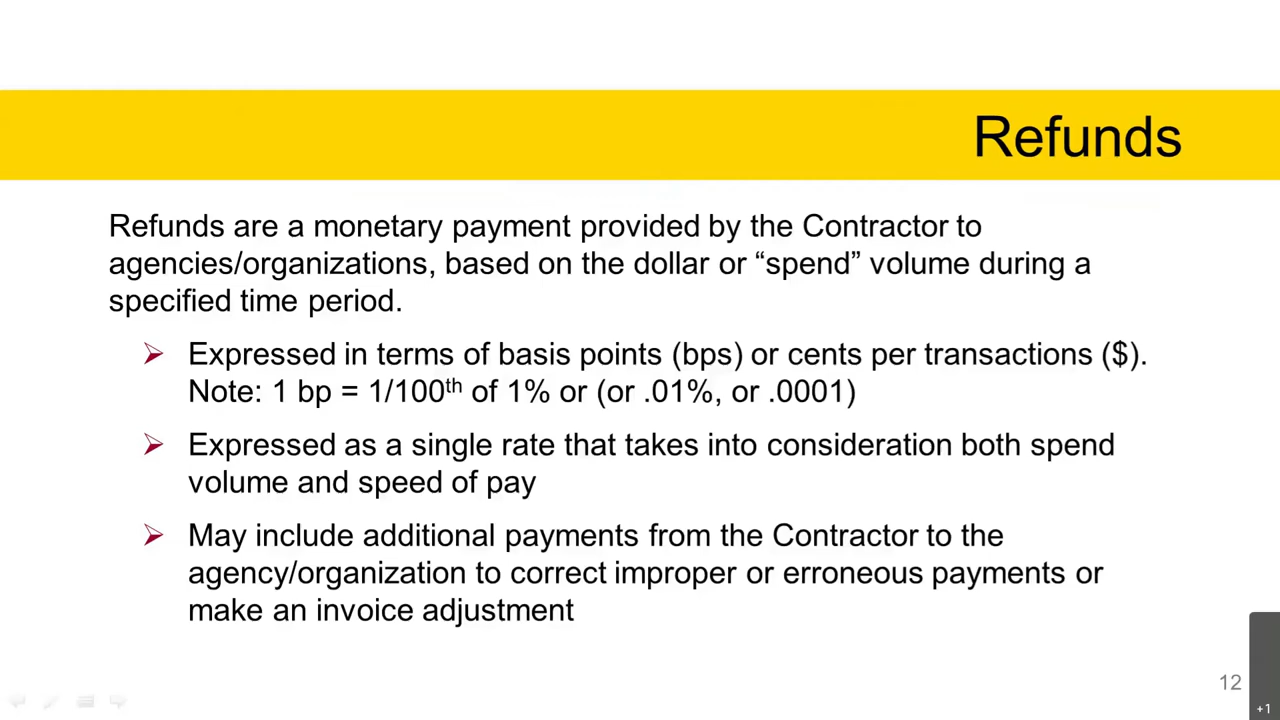 Refunds
Refunds are a monetary payment provided by the Contractor to
agencies/organizations, based on the dollar or “spend” volume during a
specified time period.
Expressed in terms of basis points (bps) or cents per transactions ($).
Note: 1 bp = 1/100th of 1% or (or .01%, or .0001)
Expressed as a single rate that takes into consideration both spend
volume and speed of pay
May include additional payments from the Contractor to the
agency/organization to correct improper or erroneous payments or
make an invoice adjustment
12
+1